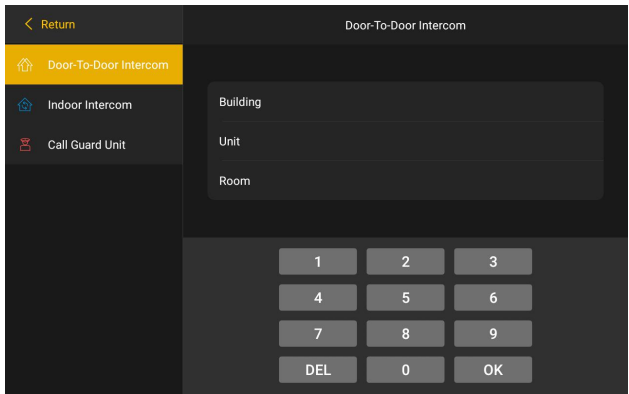 Return
Door-To-Door Intercom
Door-To-Door Intercom
Indoor Intercom
Call Guard Unit
Building
Unit
Room
1 2 3
4 5 6
7 8 9
DEL 0 OK